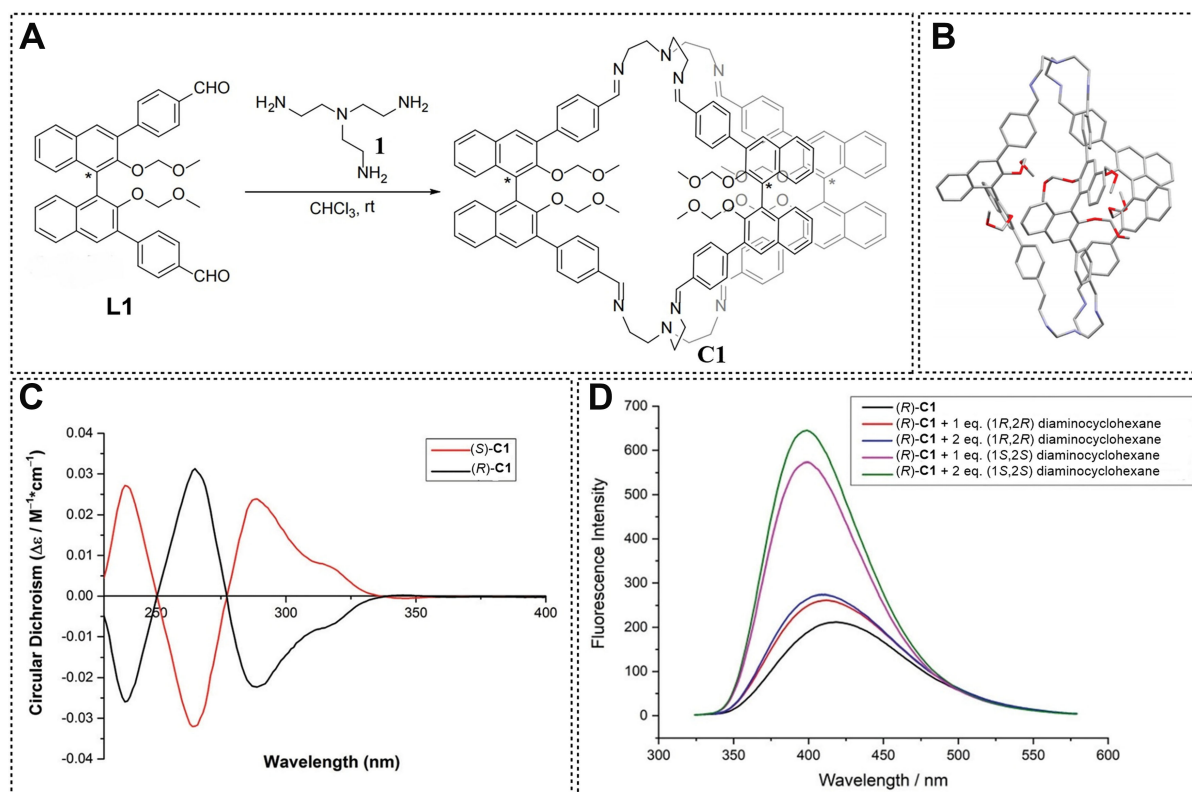 A
CHO
O
O
*
O
O
CHO
L1
H2N
NH2
N
1
NH2
CHCl3, rt
N
N
N
N
O
O
*
O
O
O
O
O
O
O
O
*
*
O
O
N
N
N
N
C1
B
C
0.04
0.03
0.02
0.01
0.00
-0.01
-0.02
-0.03
-0.04
Circular Dichroism (Δε / M⁻¹*cm⁻¹)
250
300
350
400
Wavelength (nm)
(S)-C1
(R)-C1
D
700
600
500
400
300
200
100
0
Fluorescence Intensity
300
350
400
450
500
550
600
Wavelength / nm
(R)-C1
(R)-C1 + 1 eq. (1R,2R) diaminocyclohexane
(R)-C1 + 2 eq. (1R,2R) diaminocyclohexane
(R)-C1 + 1 eq. (1S,2S) diaminocyclohexane
(R)-C1 + 2 eq. (1S,2S) diaminocyclohexane